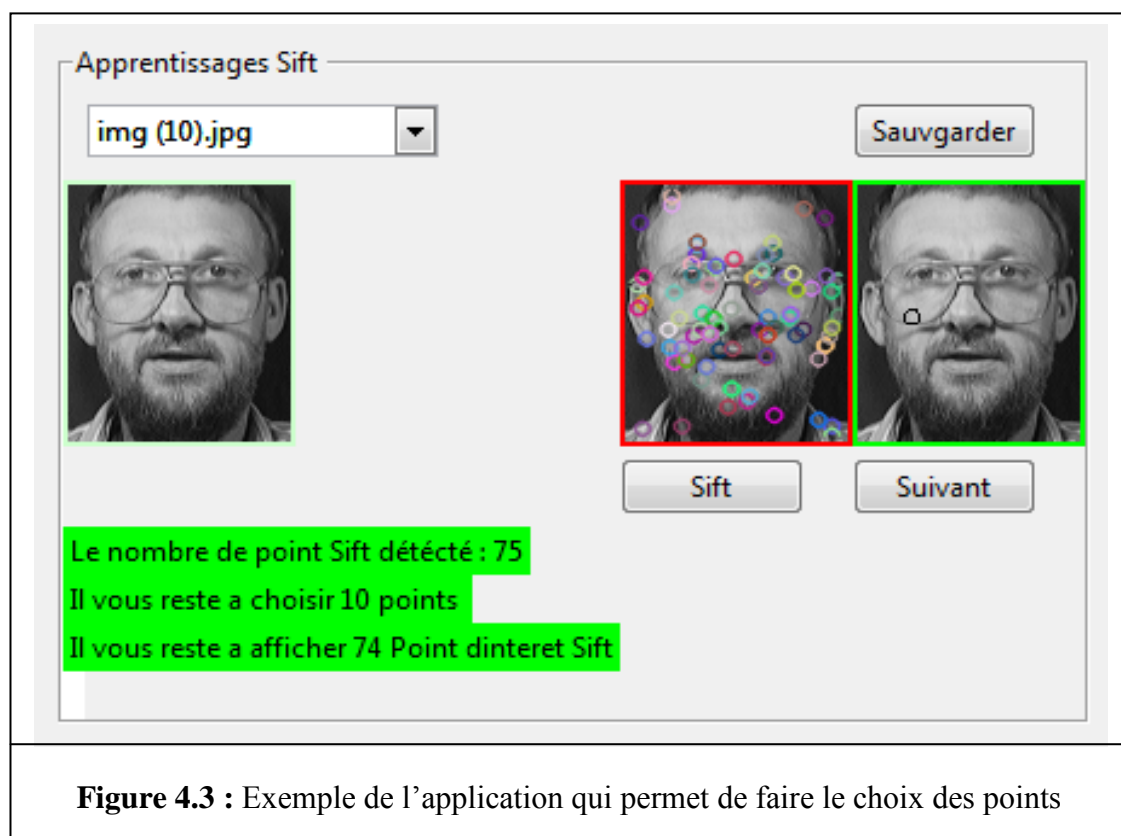 Apprentissages Sift
img (10).jpg
Sauvgarder
Sift
Suivant
Le nombre de point Sift détécté : 75
Il vous reste a choisir 10 points
Il vous reste a afficher 74 Point dinteret Sift
Figure 4.3 : Exemple de l’application qui permet de faire le choix des points